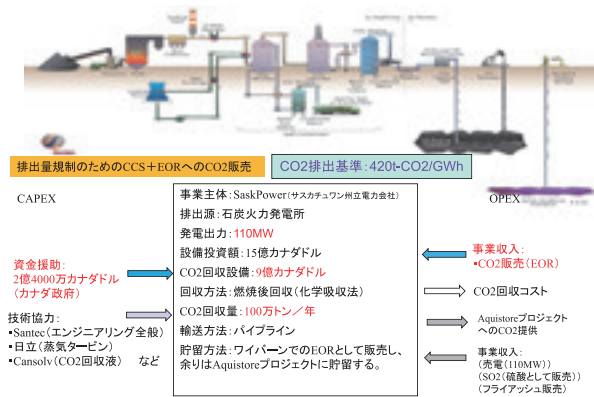 排出量規制のためのCCS+EORへのCO2販売
CO2排出基準:420t-CO2/GWh
CAPEX
OPEX
資金援助:
2億4000万カナダドル
(カナダ政府)
技術協力:
▪Santec(エンジニアリング全般)
▪日立(蒸気タービン)
▪Cansolv(CO2回収液) など
事業主体:SaskPower(サスカチュワン州立電力会社)
排出源:石炭火力発電所
発電出力:110MW
設備投資額:15億カナダドル
CO2回収設備:9億カナダドル
回収方法:燃焼後回収(化学吸収法)
CO2回収量:100万トン/年
輸送方法:パイプライン
貯留方法:ワイバーンでのEORとして販売し、
余りはAquistoreプロジェクトに貯留する。
事業収入:
▪CO2販売(EOR)
CO2回収コスト
Aquistoreプロジェクト
へのCO2提供
事業収入:
(売電(110MW))
(SO2(硫酸として販売))
(フライアッシュ販売)